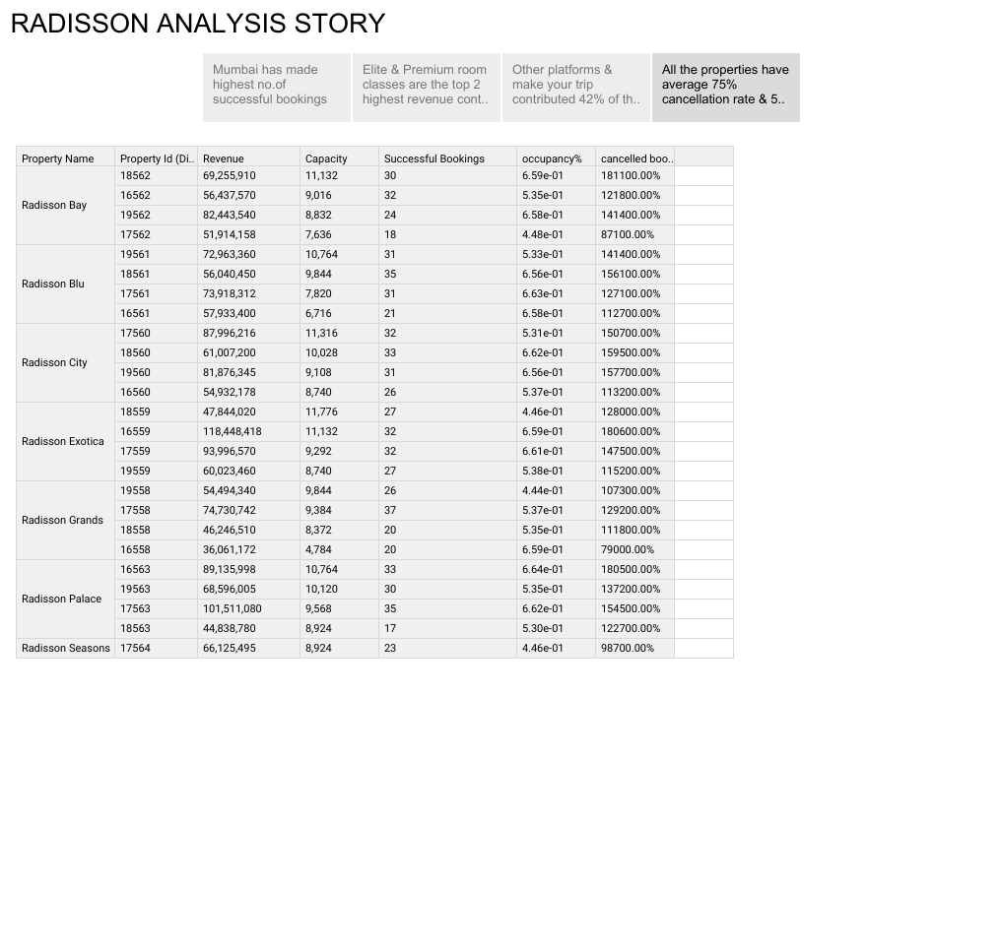 RADISSON ANALYSIS STORY
Mumbai has made
highest no.of
successful bookings
Elite & Premium room
classes are the top 2
highest revenue cont..
Other platforms &
make your trip
contributed 42% of th..
All the properties have
average 75%
cancellation rate & 5..
Property Name Property Id (Di.. Revenue Capacity Successful Bookings occupancy% cancelled boo..
Radisson Bay
18562 69,255,910 11,132 30 6.59e-01 181100.00%
16562 56,437,570 9,016 32 5.35e-01 121800.00%
19562 82,443,540 8,832 24 6.58e-01 141400.00%
17562 51,914,158 7,636 18 4.48e-01 87100.00%
Radisson Blu
19561 72,963,360 10,764 31 5.33e-01 141400.00%
18561 56,040,450 9,844 35 6.56e-01 156100.00%
17561 73,918,312 7,820 31 6.63e-01 127100.00%
16561 57,933,400 6,716 21 6.58e-01 112700.00%
Radisson City
17560 87,996,216 11,316 32 5.31e-01 150700.00%
18560 61,007,200 10,028 33 6.62e-01 159500.00%
19560 81,876,345 9,108 31 6.56e-01 157700.00%
16560 54,932,178 8,740 26 5.37e-01 113200.00%
Radisson Exotica
18559 47,844,020 11,776 27 4.46e-01 128000.00%
16559 118,448,418 11,132 32 6.59e-01 180600.00%
17559 93,996,570 9,292 32 6.61e-01 147500.00%
19559 60,023,460 8,740 27 5.38e-01 115200.00%
Radisson Grands
19558 54,494,340 9,844 26 4.44e-01 107300.00%
17558 74,730,742 9,384 37 5.37e-01 129200.00%
18558 46,246,510 8,372 20 5.35e-01 111800.00%
16558 36,061,172 4,784 20 6.59e-01 79000.00%
Radisson Palace
16563 89,135,998 10,764 33 6.64e-01 180500.00%
19563 68,596,005 10,120 30 5.35e-01 137200.00%
17563 101,511,080 9,568 35 6.62e-01 154500.00%
18563 44,838,780 8,924 17 5.30e-01 122700.00%
Radisson Seasons 17564 66,125,495 8,924 23 4.46e-01 98700.00%